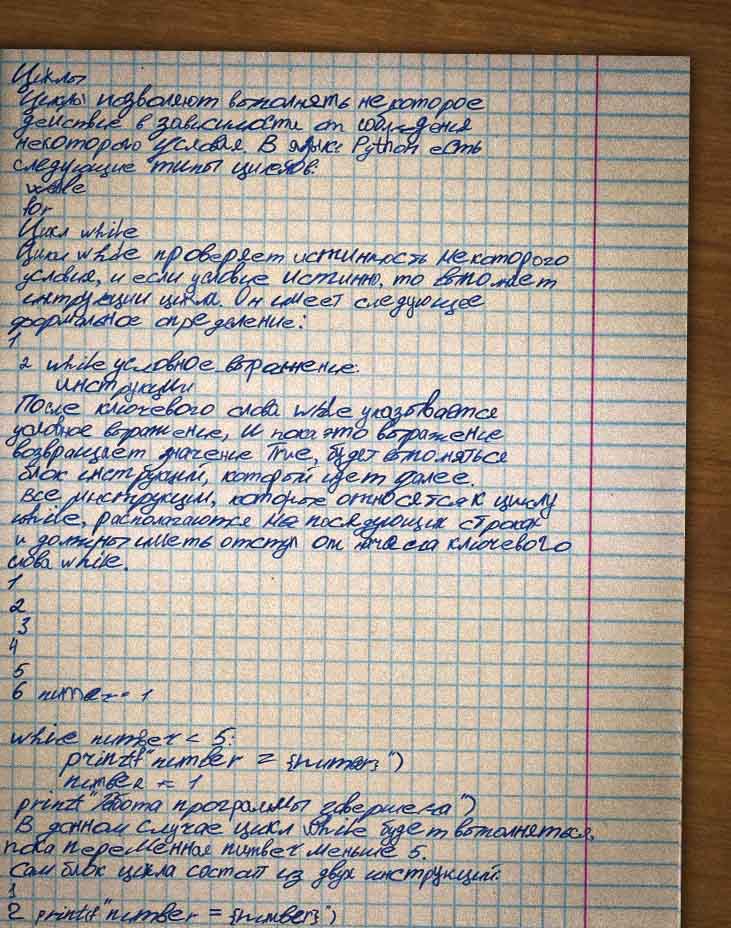 Циклы
Циклы позволяют выполнять некоторое
действие в зависимости от соблюдения
некоторого условия В языке Python есть
следующие типы циклов:
while
for
Цикл while
Цикл while проверяет истинность некоторого
условия, и если условие истинно, то выполняет
инструкции цикла. Он имеет следующее
формальное определение:
1
2 while условное_выражение:
инструкции
После ключевого слова while указывается
условное выражение, и пока это выражение
возвращает значение True, будет выполняться
блок инструкций, который идет далее.
Все инструкции, которые относятся к циклу
while, располагаются на последующих строках
и должны иметь отступ от начала ключевого
слова while.
1
2
3
4
5
6 number = 1

while number < 5:
print(f"number = {number}")
number += 1
print("Работа программы завершена")
В данном случае цикл while будет выполняться,
пока переменная number меньше 5.
Сам блок цикла состоит из двух инструкций:
1
2 print(f"number = {number}")